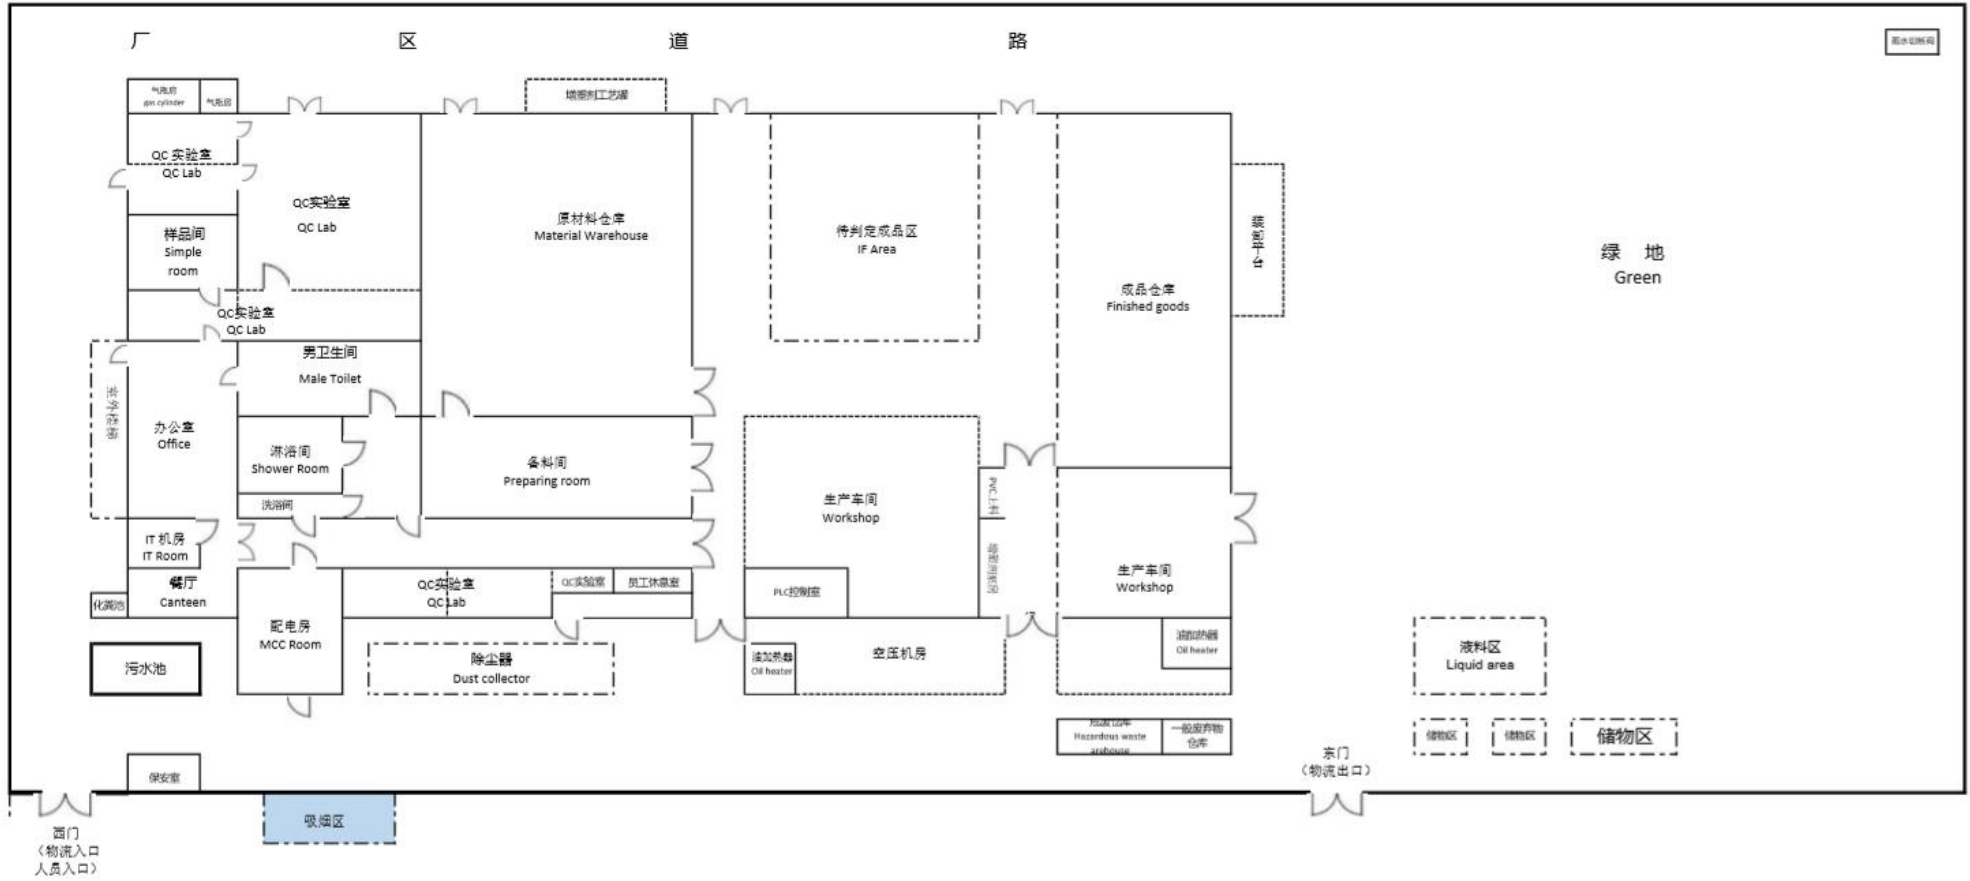 厂 区 道 路
雨水切断阀
气瓶房
gas cylinder
气瓶房
增塑剂工艺罐
QC 实验室
QC Lab
QC实验室
QC Lab
样品间
Simple
room
QC实验室
QC Lab
原材料仓库
Material Warehouse
待判定成品区
IF Area
成品仓库
Finished goods
装卸平台
绿 地
Green
男卫生间
Male Toilet
室外楼梯
办公室
Office
淋浴间
Shower Room
洗浴间
备料间
Preparing room
生产车间
Workshop
PVC上料
生产车间
Workshop
IT 机房
IT Room
餐厅
Canteen
化粪池
QC实验室
QC Lab
QC实验室
员工休息室
PLC控制室
配电房
MCC Room
污水池
除尘器
Dust collector
油加热器
Oil heater
空压机房
油加热器
Oil heater
液料区
Liquid area
Hazardous waste
一般废弃物
仓库
储物区
储物区
储物区
保安室
吸烟区
西门
（物流入口
人员入口）
东门
（物流出口）